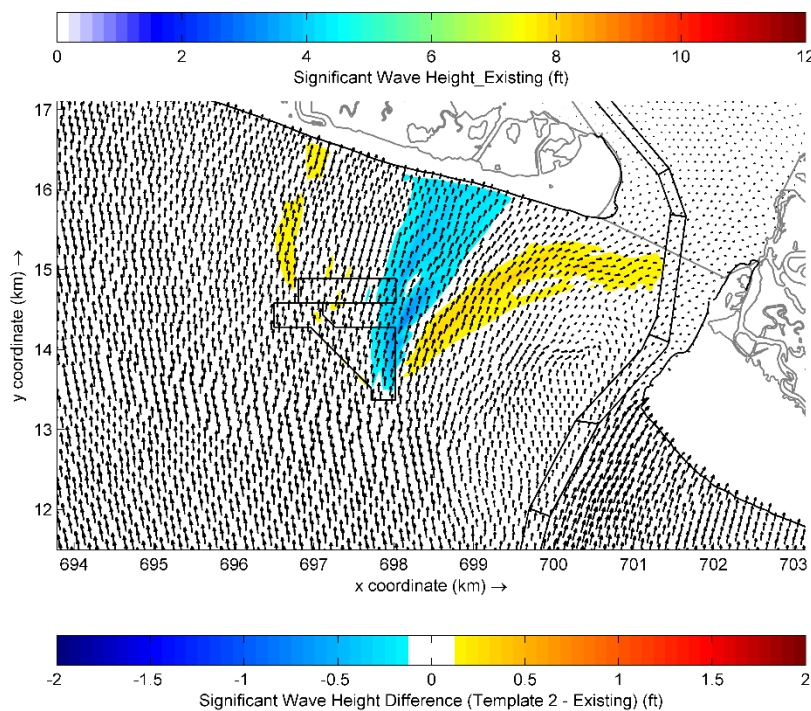 0 2 4 6 8 10 12
Significant Wave Height_Existing (ft)
17
16
15
14
13
12
y coordinate (km) →
694 695 696 697 698 699 700 701 702 703
x coordinate (km) →
-2 -1.5 -1 -0.5 0 0.5 1 1.5 2
Significant Wave Height Difference (Template 2 - Existing) (ft)